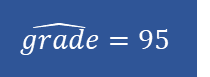 $\widehat{grade} = 95$